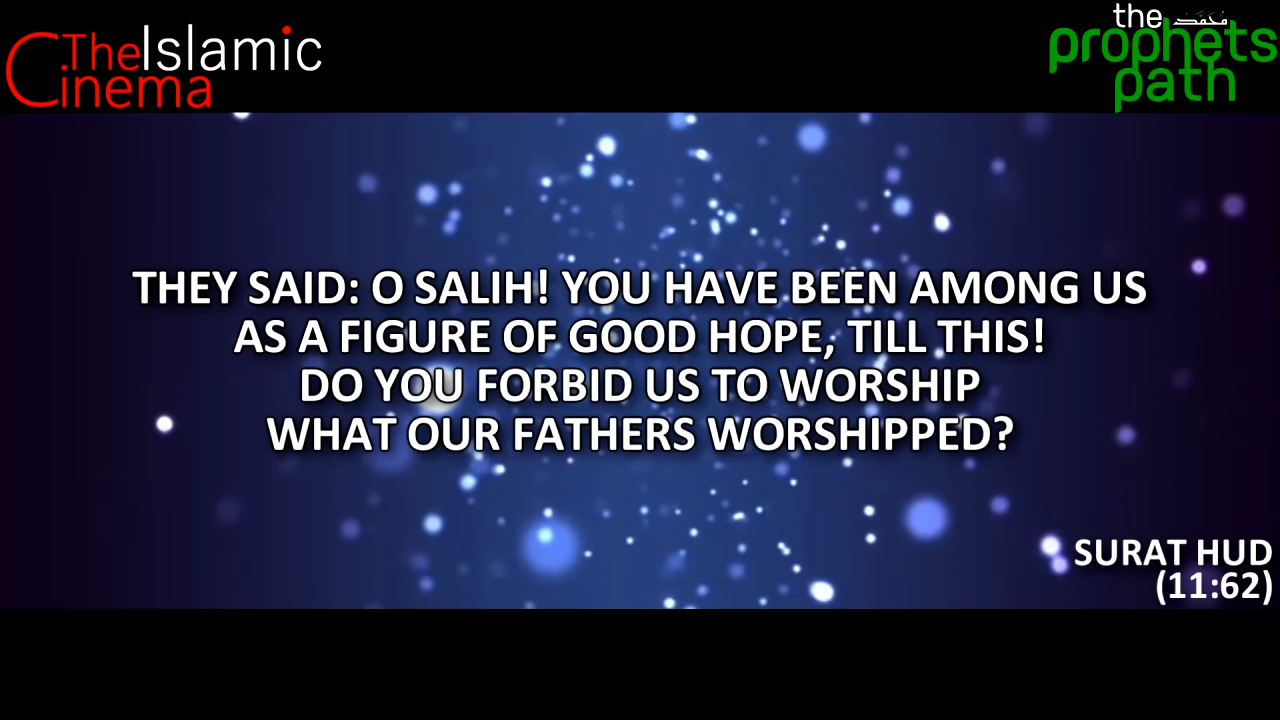 TheIslamic
Cinema
the محمد
prophets
path
THEY SAID: O SALIH! YOU HAVE BEEN AMONG US
AS A FIGURE OF GOOD HOPE, TILL THIS!
DO YOU FORBID US TO WORSHIP
WHAT OUR FATHERS WORSHIPPED?
SURAT HUD
(11:62)